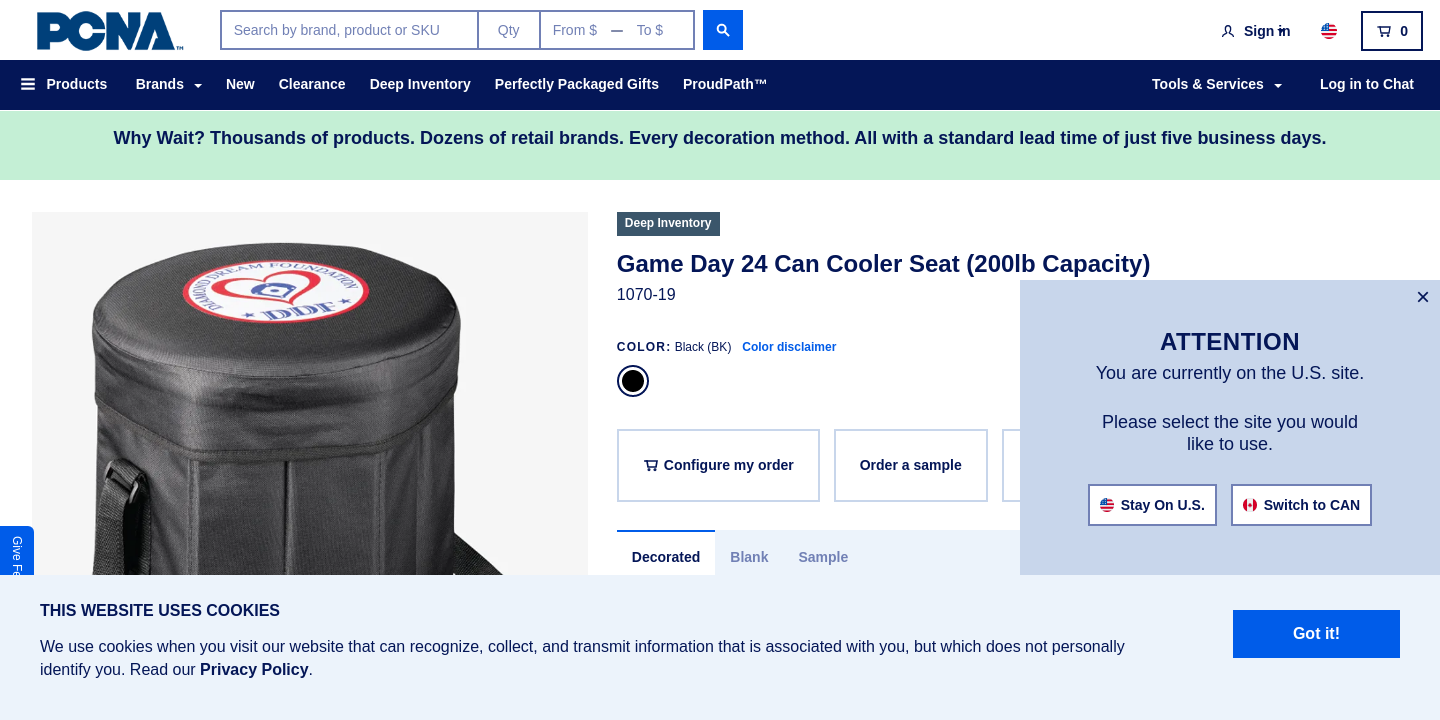 PCNA™
Search by brand, product or SKU
Qty
From $ — To $
Sign in
0
Products
Brands
New
Clearance
Deep Inventory
Perfectly Packaged Gifts
ProudPath™
Tools & Services
Log in to Chat
Why Wait? Thousands of products. Dozens of retail brands. Every decoration method. All with a standard lead time of just five business days.
DIAMOND DREAM FOUNDATION
DDF
Deep Inventory
Game Day 24 Can Cooler Seat (200lb Capacity)
1070-19
COLOR: Black (BK) Color disclaimer
Configure my order
Order a sample
Decorated
Blank
Sample
×
ATTENTION
You are currently on the U.S. site.
Please select the site you would
like to use.
Stay On U.S.
Switch to CAN
Give Fe
THIS WEBSITE USES COOKIES
We use cookies when you visit our website that can recognize, collect, and transmit information that is associated with you, but which does not personally
identify you. Read our Privacy Policy.
Got it!